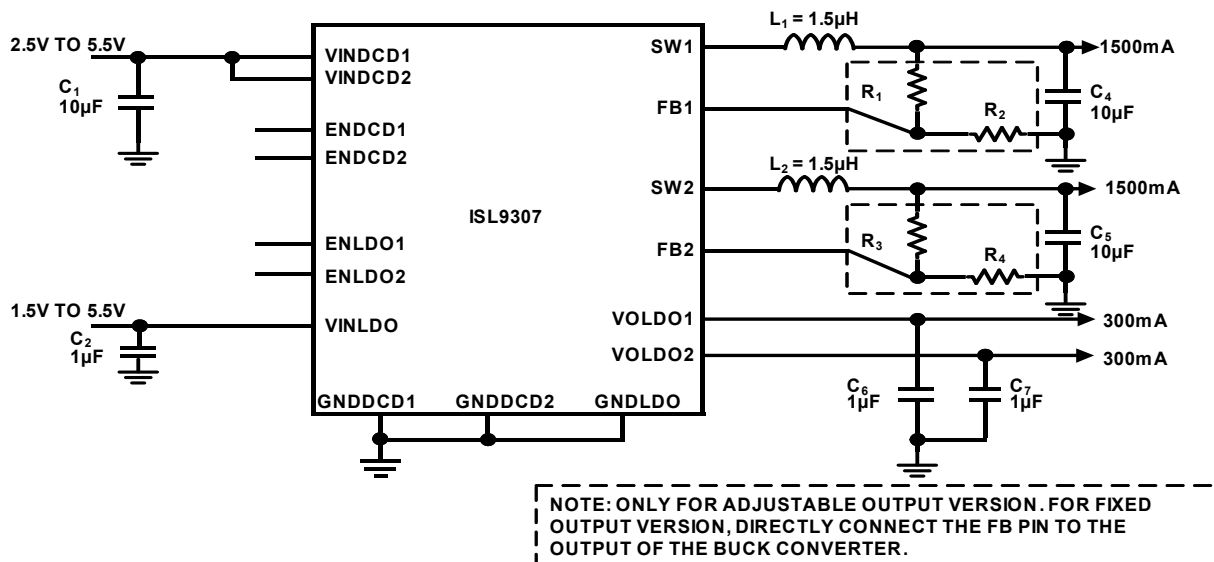 L1 = 1.5µH
2.5V TO 5.5V
SW1
1500mA
VINDCD1
VINDCD2
C1
10µF
R1
C4
10µF
FB1
R2
ENDCD1
ENDCD2
L2 = 1.5µH
SW2
1500mA
ISL9307
R3
C5
10µF
ENLDO1
FB2
R4
ENLDO2
1.5V TO 5.5V
VINLDO
VOLDO1
300mA
C2
1µF
VOLDO2
300mA
GNDDCD1
GNDDCD2
GNDLDO
C6
1µF
C7
1µF
NOTE: ONLY FOR ADJUSTABLE OUTPUT VERSION. FOR FIXED
OUTPUT VERSION, DIRECTLY CONNECT THE FB PIN TO THE
OUTPUT OF THE BUCK CONVERTER.